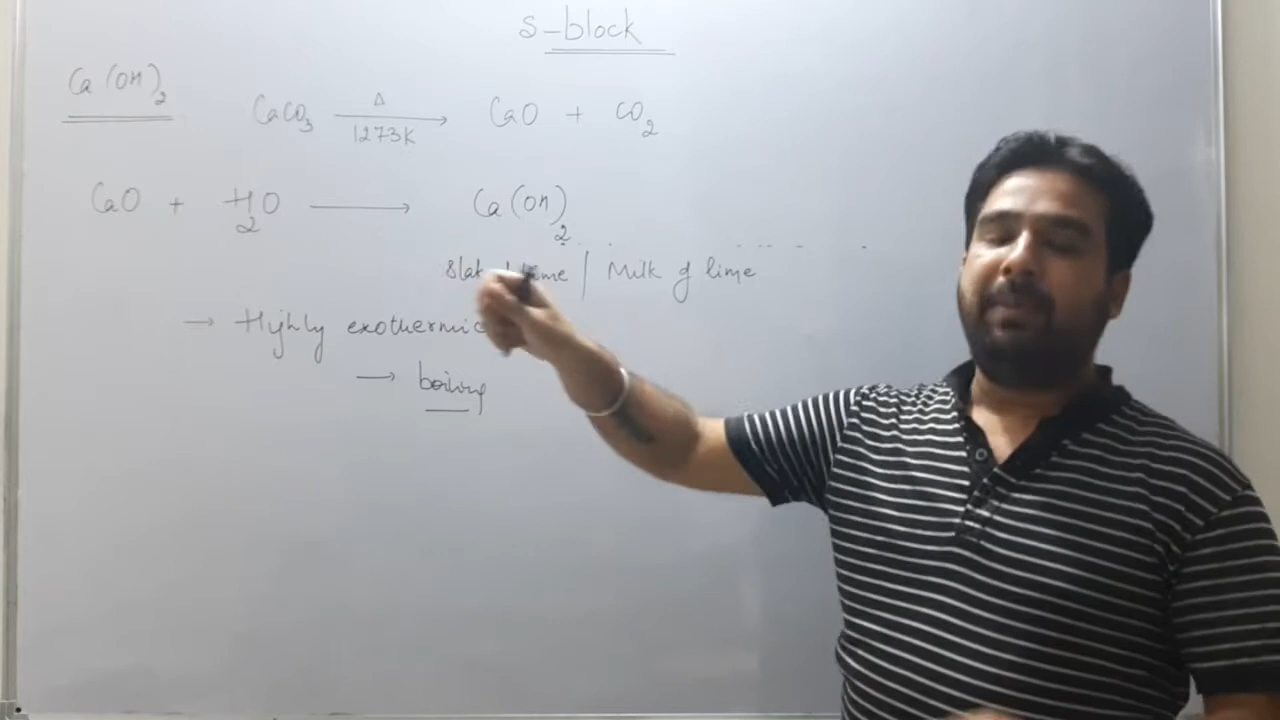 s-block
Ca(OH)2
CaCO3 Δ 1273K → CaO + CO2
CaO + H2O → Ca(OH)2
lime / Milk of lime
→ Highly exothermic
→ boiling